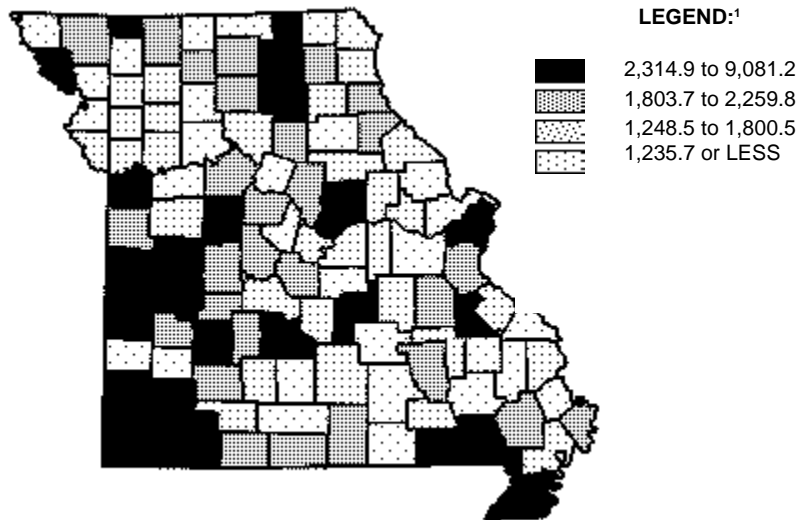 LEGEND:¹
2,314.9 to 9,081.2
1,803.7 to 2,259.8
1,248.5 to 1,800.5
1,235.7 or LESS